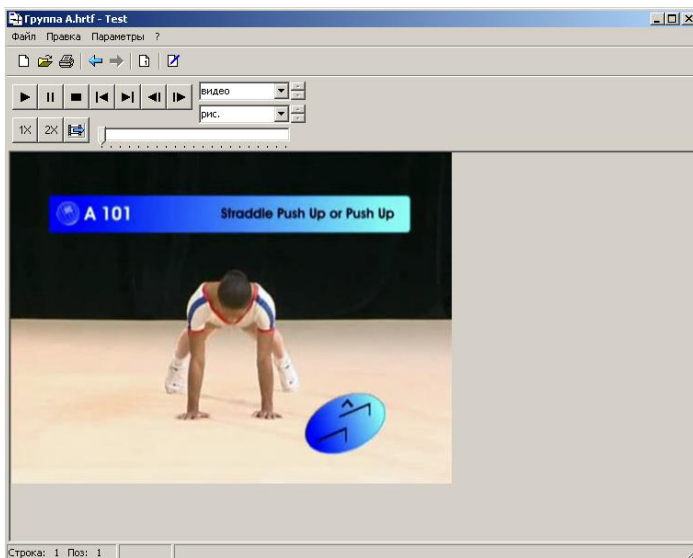 Группа A.hrtf - Test
Файл Правка Параметры ?
видео
рис.
1X 2X
A 101 Straddle Push Up or Push Up
Строка: 1 Поз: 1